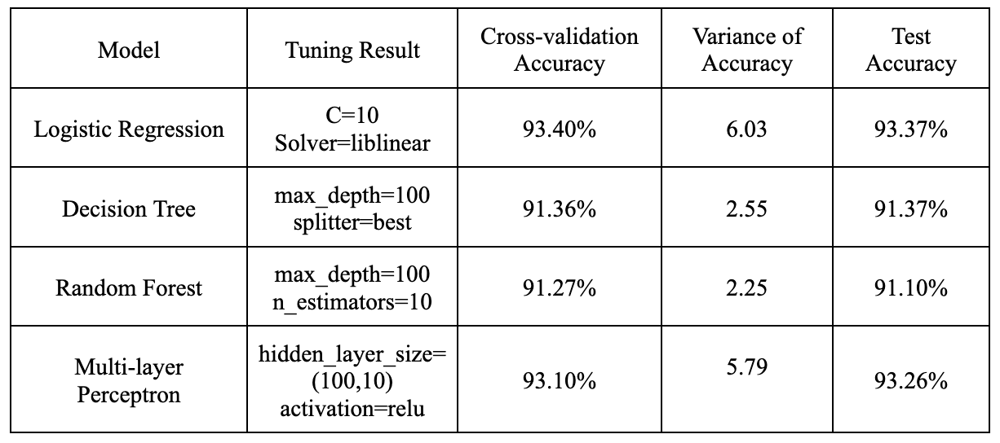 Model
Tuning Result
Cross-validation
Accuracy
Variance of
Accuracy
Test
Accuracy
Logistic Regression
C=10
Solver=liblinear
93.40%
6.03
93.37%
Decision Tree
max_depth=100
splitter=best
91.36%
2.55
91.37%
Random Forest
max_depth=100
n_estimators=10
91.27%
2.25
91.10%
Multi-layer
Perceptron
hidden_layer_size=
(100,10)
activation=relu
93.10%
5.79
93.26%